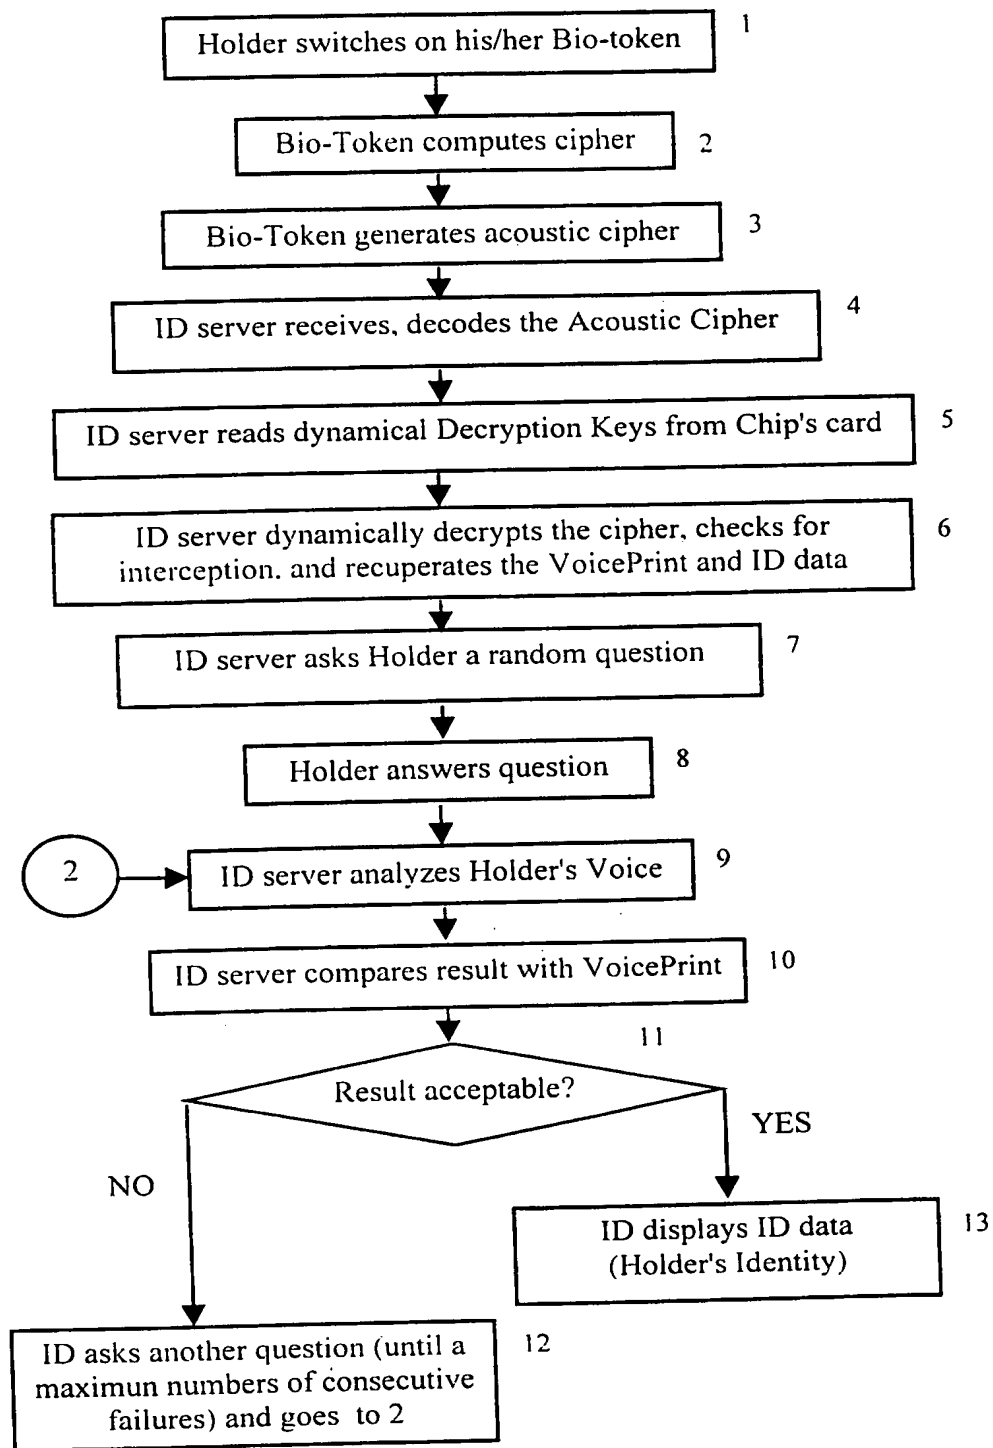 1
Holder switches on his/her Bio-token
Bio-Token computes cipher
2
Bio-Token generates acoustic cipher
3
ID server receives, decodes the Acoustic Cipher
4
ID server reads dynamical Decryption Keys from Chip's card
5
ID server dynamically decrypts the cipher, checks for
interception. and recuperates the VoicePrint and ID data
6
ID server asks Holder a random question
7
Holder answers question
8
2
ID server analyzes Holder's Voice
9
ID server compares result with VoicePrint
10
11
Result acceptable?
YES
NO
ID displays ID data
(Holder's Identity)
13
ID asks another question (until a
maximun numbers of consecutive
failures) and goes to 2
12